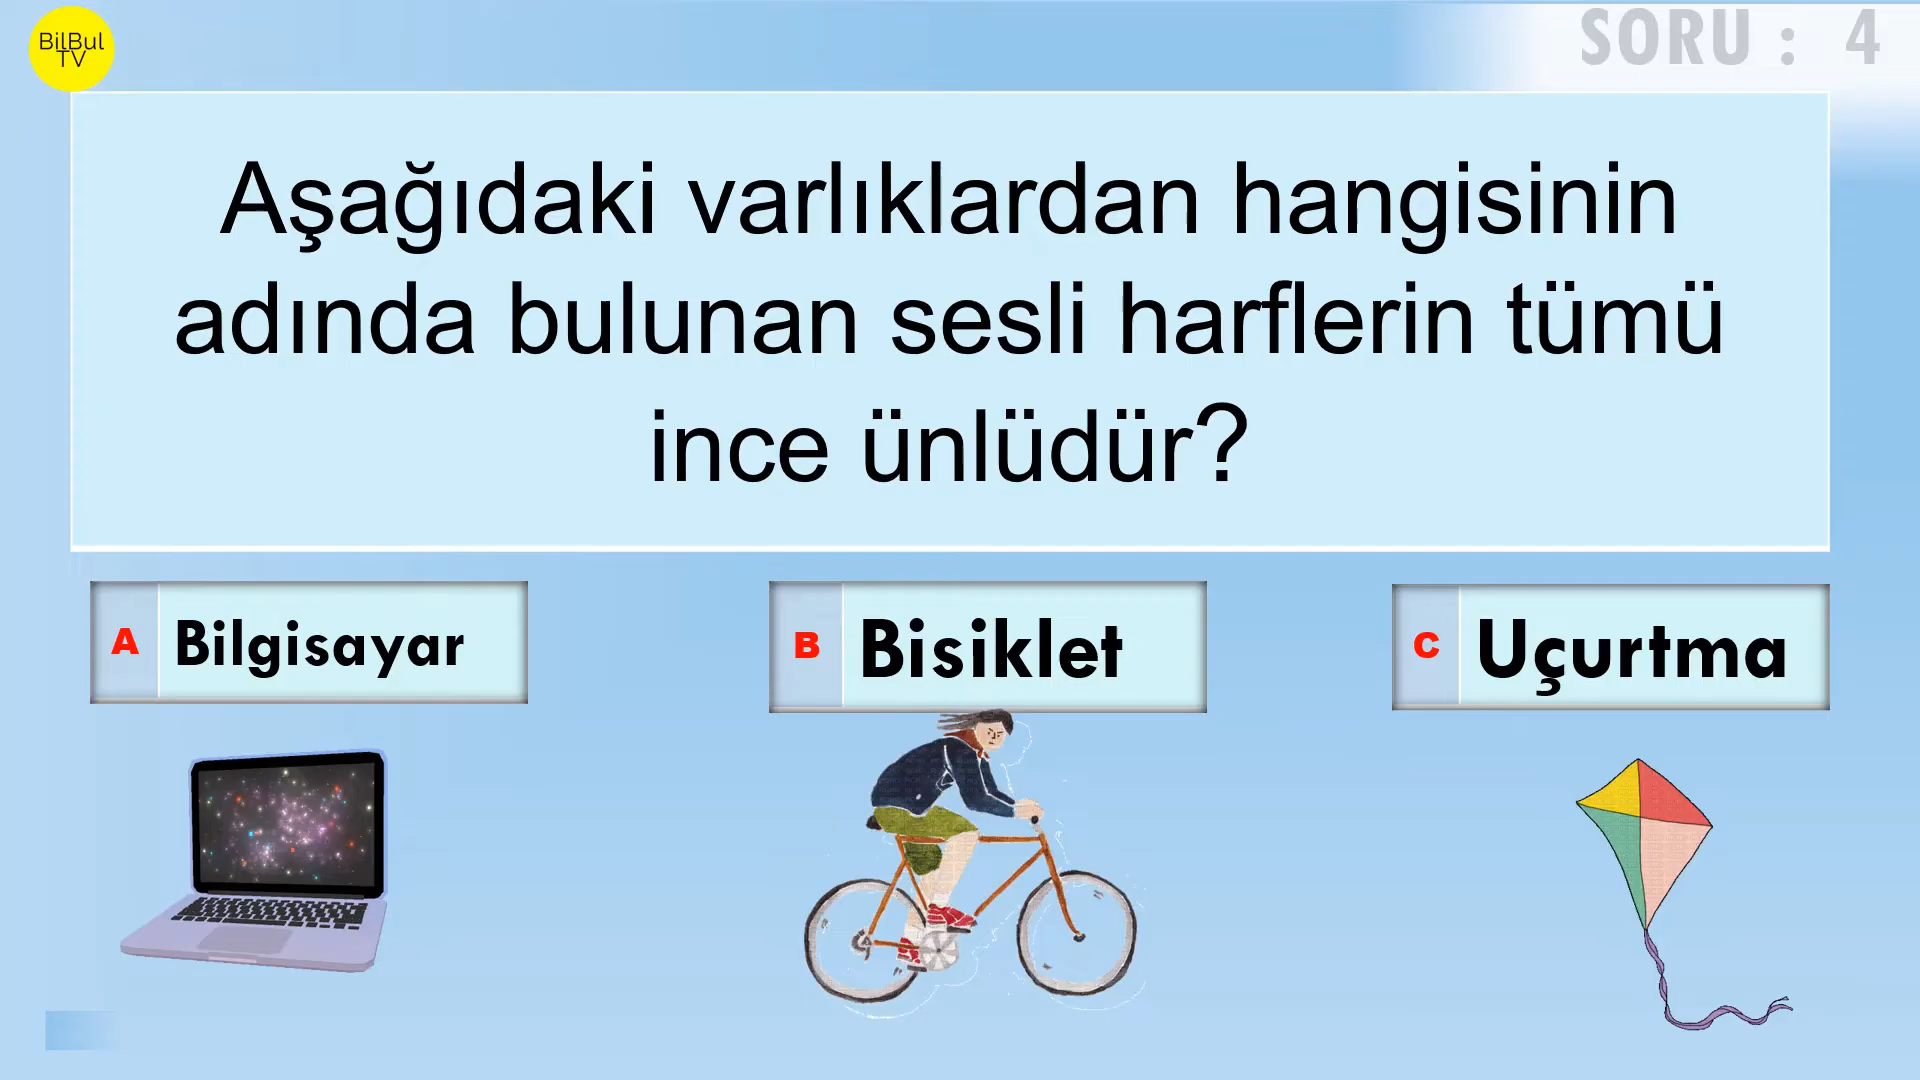 BilBul
TV
SORU : 4
Aşağıdaki varlıklardan hangisinin
adında bulunan sesli harflerin tümü
ince ünlüdür?
A Bilgisayar
B Bisiklet
C Uçurtma